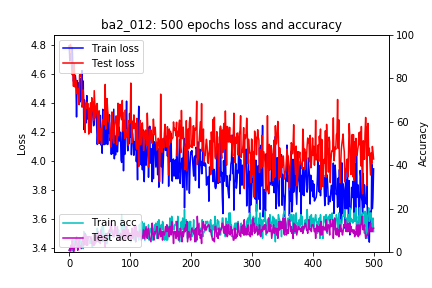 ba2_012: 500 epochs loss and accuracy
Train loss
Test loss
Train acc
Test acc
Loss
4.8
4.6
4.4
4.2
4.0
3.8
3.6
3.4
100
80
60
40
20
0
Accuracy
0 100 200 300 400 500